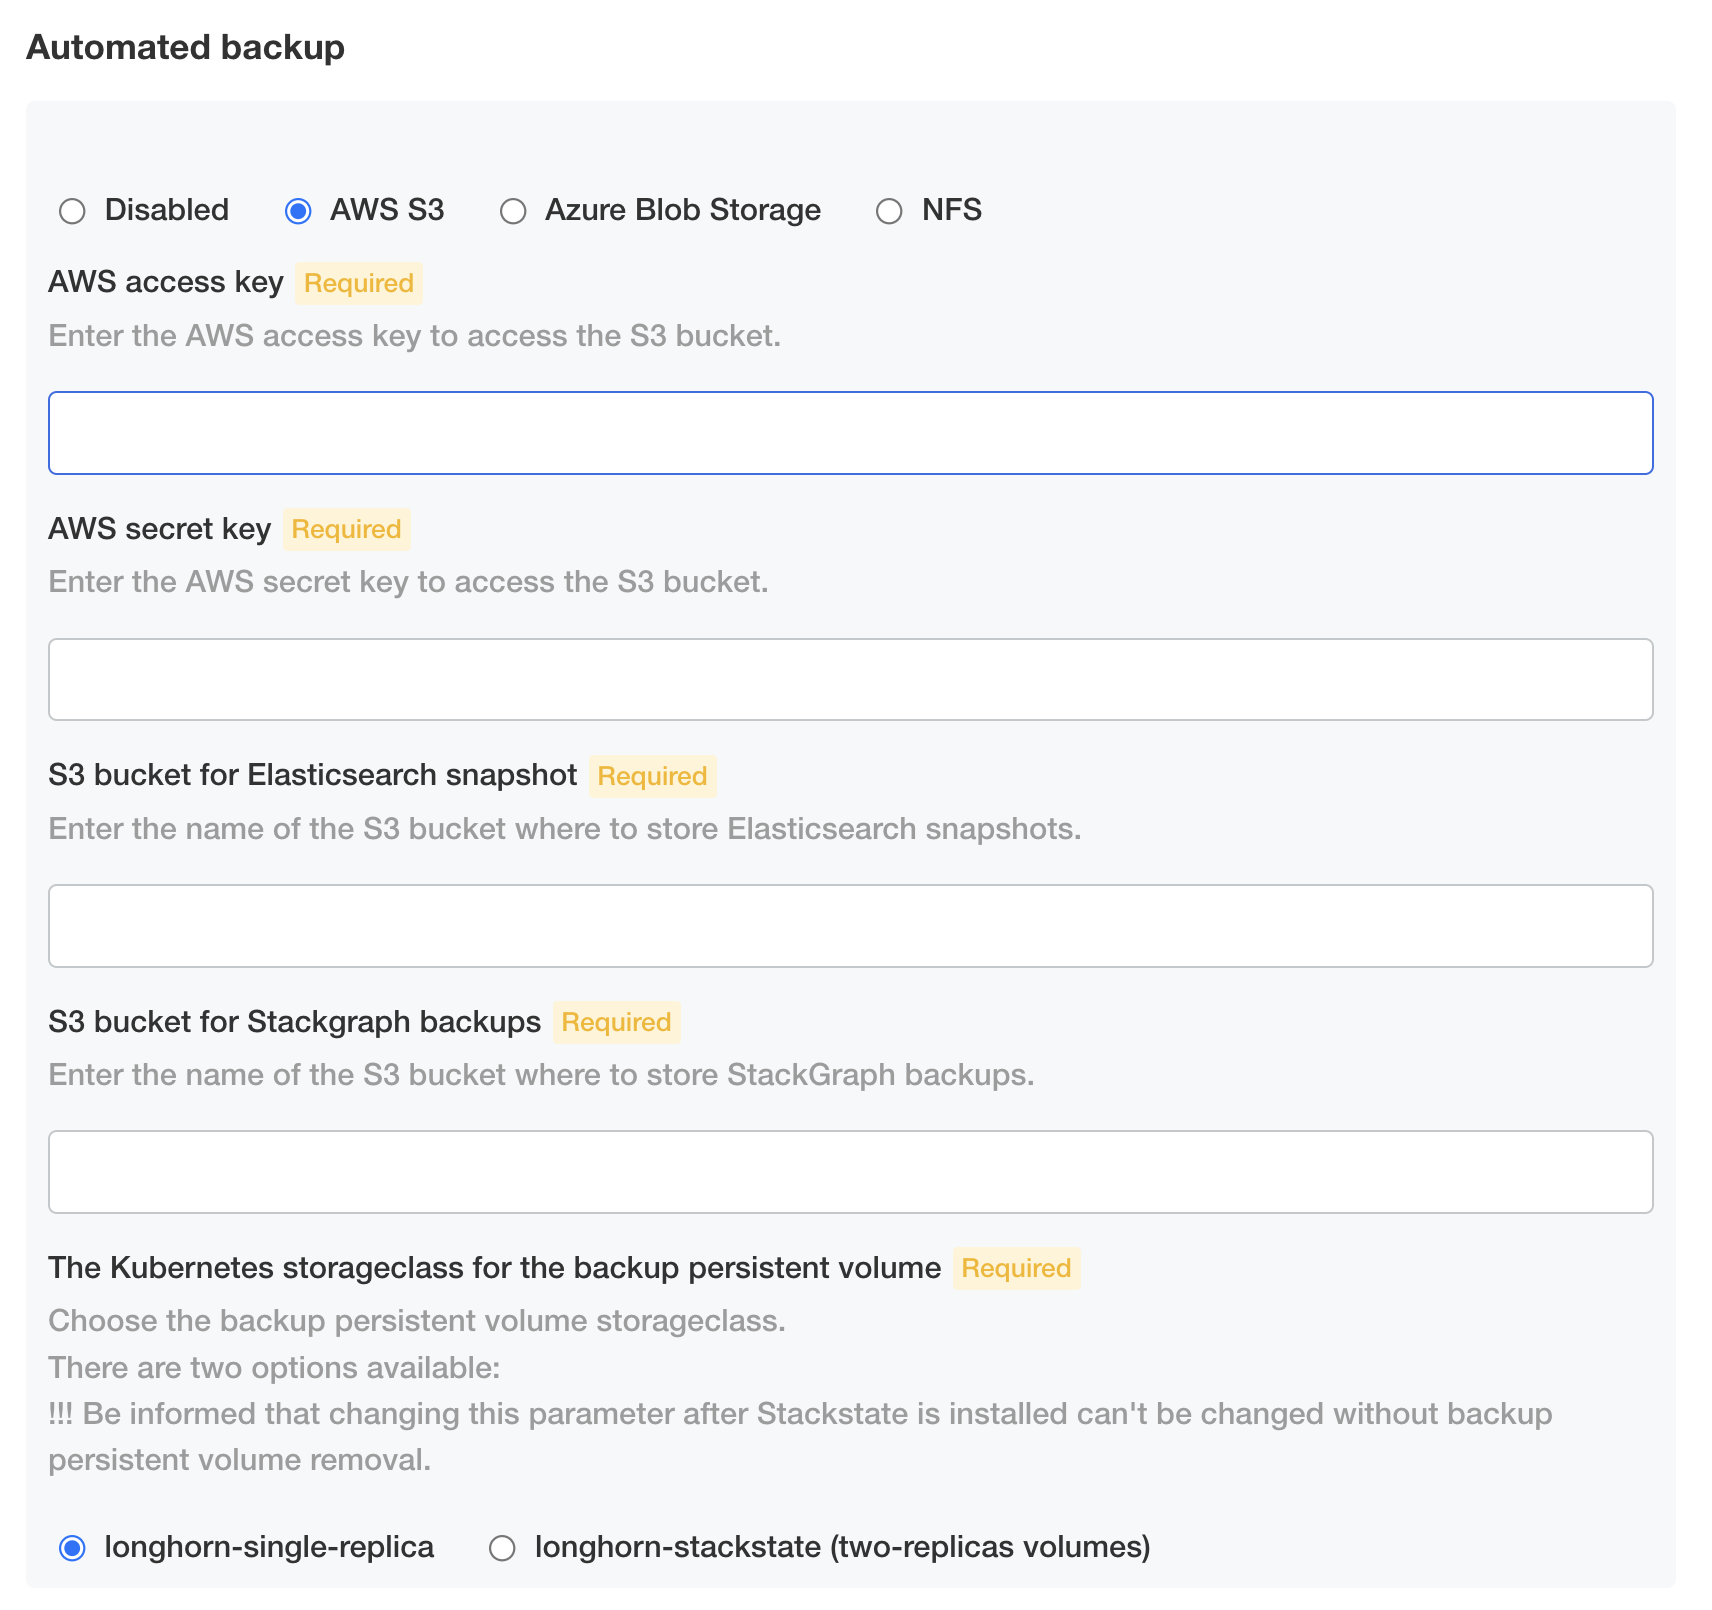 Automated backup
Disabled AWS S3 Azure Blob Storage NFS
AWS access key Required
Enter the AWS access key to access the S3 bucket.
AWS secret key Required
Enter the AWS secret key to access the S3 bucket.
S3 bucket for Elasticsearch snapshot Required
Enter the name of the S3 bucket where to store Elasticsearch snapshots.
S3 bucket for Stackgraph backups Required
Enter the name of the S3 bucket where to store StackGraph backups.
The Kubernetes storageclass for the backup persistent volume Required
Choose the backup persistent volume storageclass.
There are two options available:
!!! Be informed that changing this parameter after Stackstate is installed can't be changed without backup
persistent volume removal.
longhorn-single-replica longhorn-stackstate (two-replicas volumes)